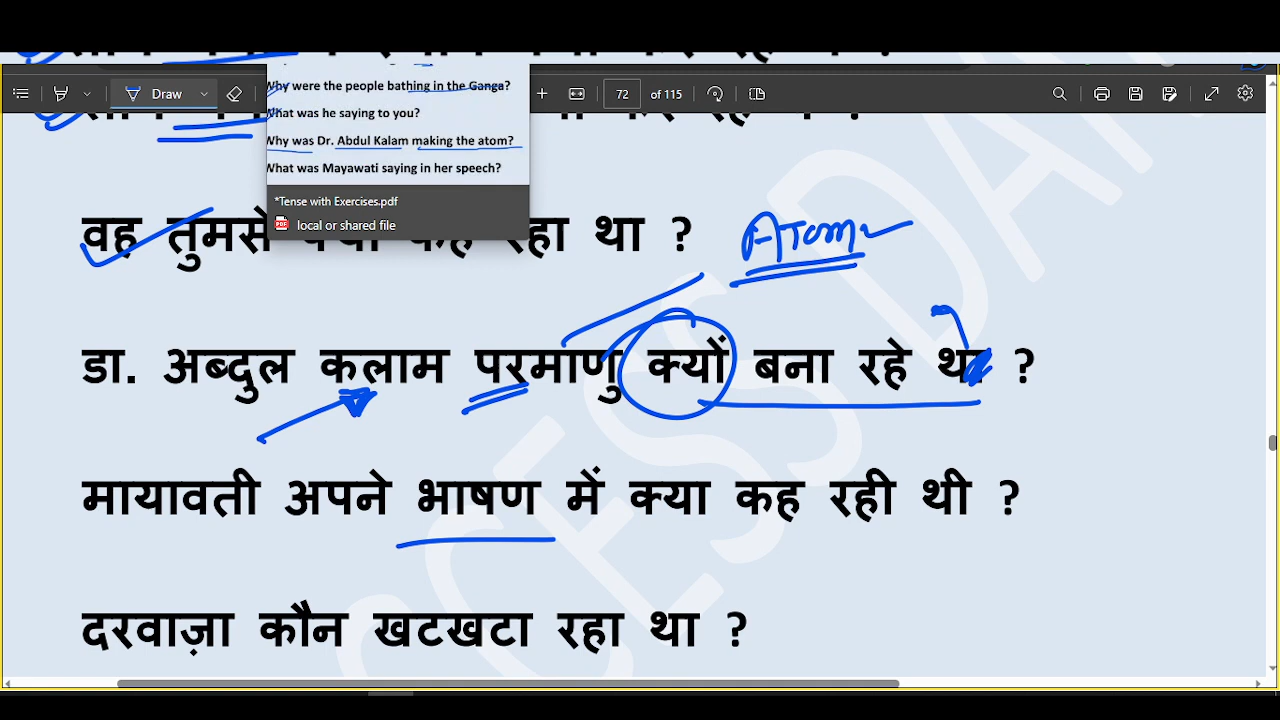 Why were the people bathing in the Ganga?
Draw
72 of 115
What was he saying to you?
Why was Dr. Abdul Kalam making the atom?
What was Mayawati saying in her speech?
*Tense with Exercises.pdf
local or shared file
वह तुमसे क्या कह रहा था ?
Atom
डा. अब्दुल कलाम परमाणु क्यों बना रहे था ?
मायावती अपने भाषण में क्या कह रही थी ?
दरवाज़ा कौन खटखटा रहा था ?